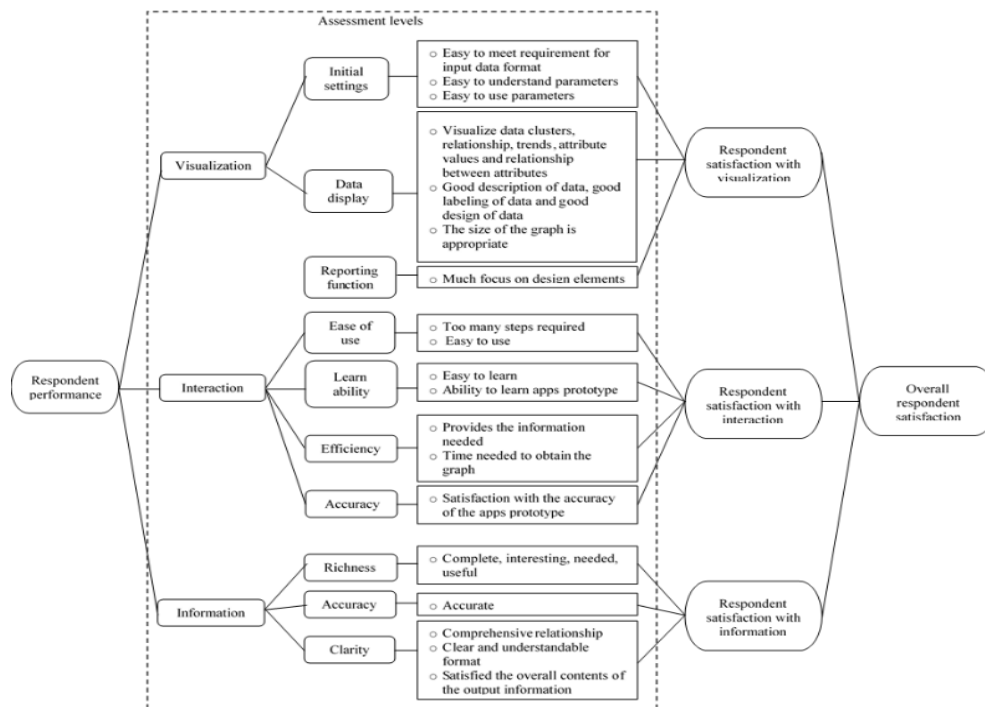 Assessment levels
Initial
settings
○ Easy to meet requirement for
input data format
○ Easy to understand parameters
○ Easy to use parameters
Visualization
Data
display
○ Visualize data clusters,
relationship, trends, attribute
values and relationship
between attributes
○ Good description of data, good
labeling of data and good
design of data
○ The size of the graph is
appropriate
Respondent
satisfaction with
visualization
Reporting
function
○ Much focus on design elements
Ease of
use
○ Too many steps required
○ Easy to use
Respondent
performance
Interaction
Learn
ability
○ Easy to learn
○ Ability to learn apps prototype
Respondent
satisfaction with
interaction
Overall
respondent
satisfaction
Efficiency
○ Provides the information
needed
○ Time needed to obtain the
graph
Accuracy
○ Satisfaction with the accuracy
of the apps prototype
Richness
○ Complete, interesting, needed,
useful
Information
Accuracy
○ Accurate
Respondent
satisfaction with
information
Clarity
○ Comprehensive relationship
○ Clear and understandable
format
○ Satisfied the overall contents of
the output information